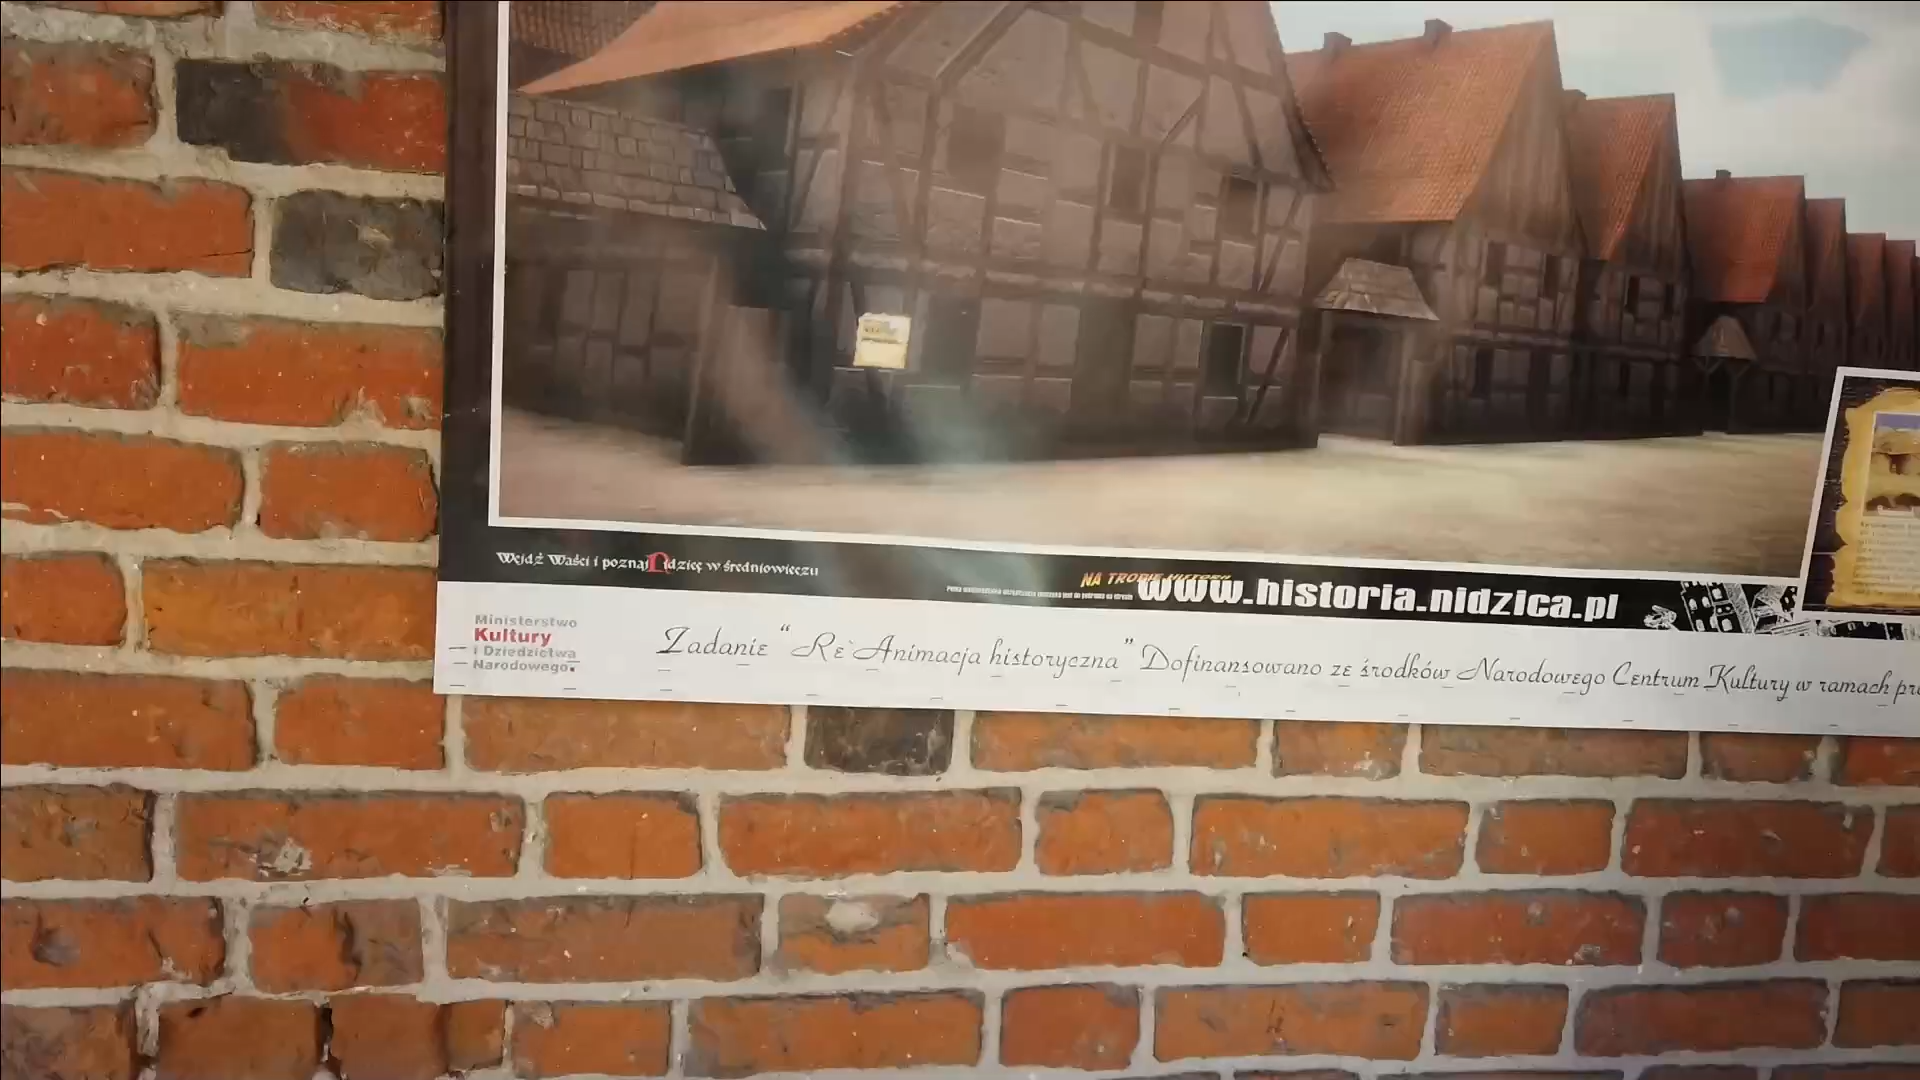 Wejdź Waści i poznaj Nidzicę w średniowieczu
NA TROPIE HISTORII
www.historia.nidzica.pl
Ministerstwo
Kultury
i Dziedzictwa
Narodowego.
Zadanie “ Re`Animacja historyczna” Dofinansowano ze środków Narodowego Centrum Kultury w ramach